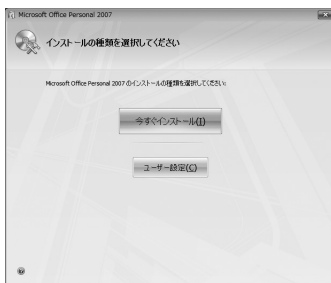 Microsoft Office Personal 2007
インストールの種類を選択してください
Microsoft Office Personal 2007 のインストールの種類を選択してください:
今すぐインストール(I)
ユーザー設定(C)